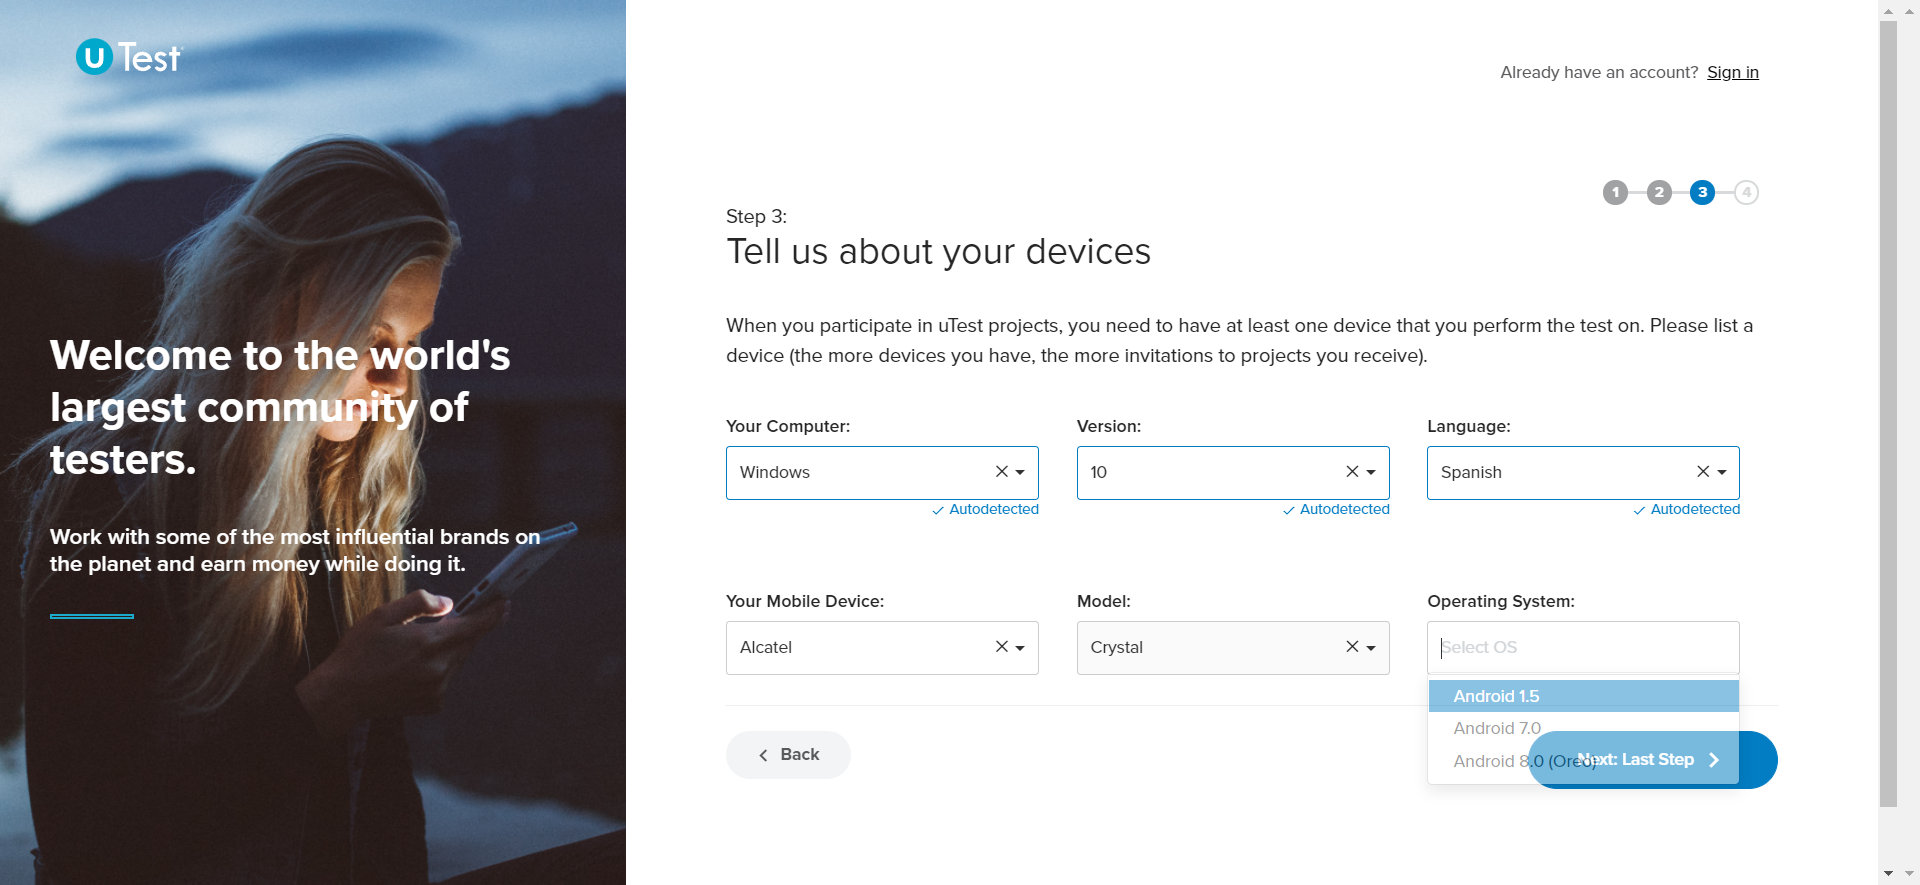 U Test
Already have an account? Sign in
1 2 3 4
Step 3:
Tell us about your devices
Welcome to the world's
largest community of
testers.
Work with some of the most influential brands on
the planet and earn money while doing it.
When you participate in uTest projects, you need to have at least one device that you perform the test on. Please list a
device (the more devices you have, the more invitations to projects you receive).
Your Computer: Version: Language:
Windows 10 Spanish
Autodetected Autodetected Autodetected
Your Mobile Device: Model: Operating System:
Alcatel Crystal Select OS
Android 1.5
Android 7.0
Android 8.0 (Oreo)
Back Next: Last Step